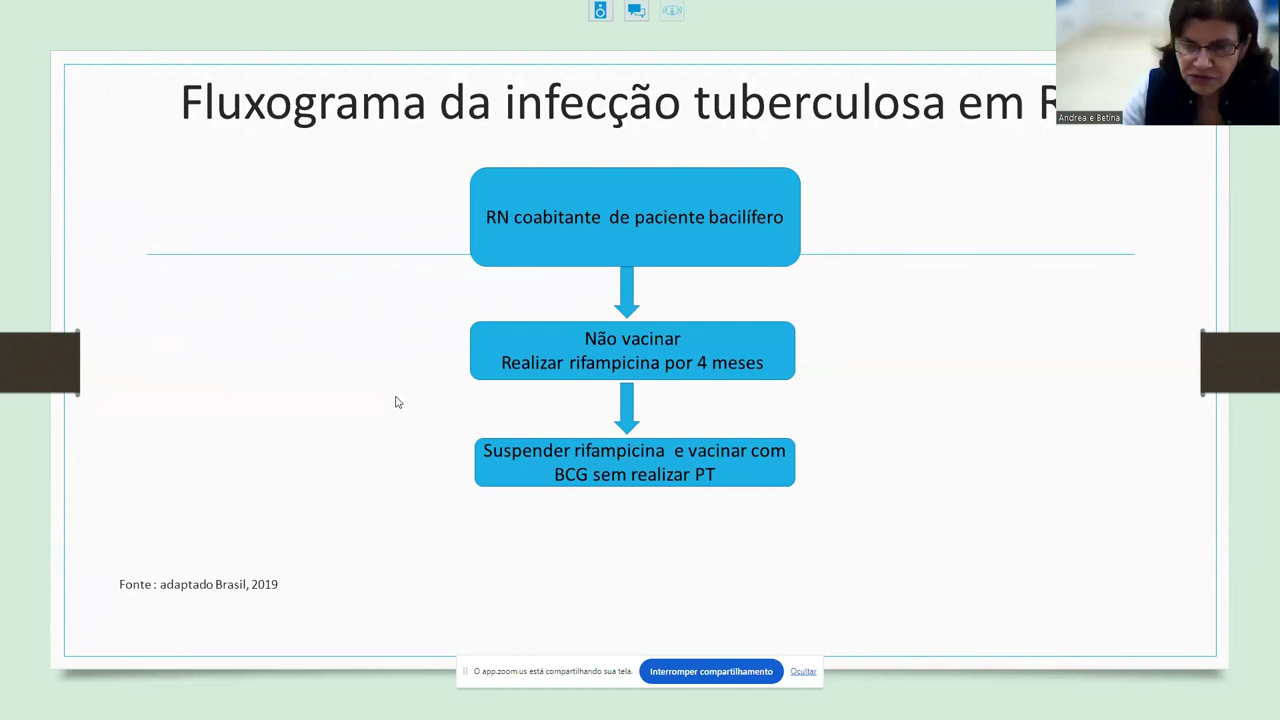 Fluxograma da infecção tuberculosa em
Andrea e Betina
RN coabitante de paciente bacilífero
Não vacinar
Realizar rifampicina por 4 meses
Suspender rifampicina e vacinar com
BCG sem realizar PT
Fonte : adaptado Brasil, 2019
O app.zoom.us está compartilhando sua tela.
Interromper compartilhamento
Ocultar